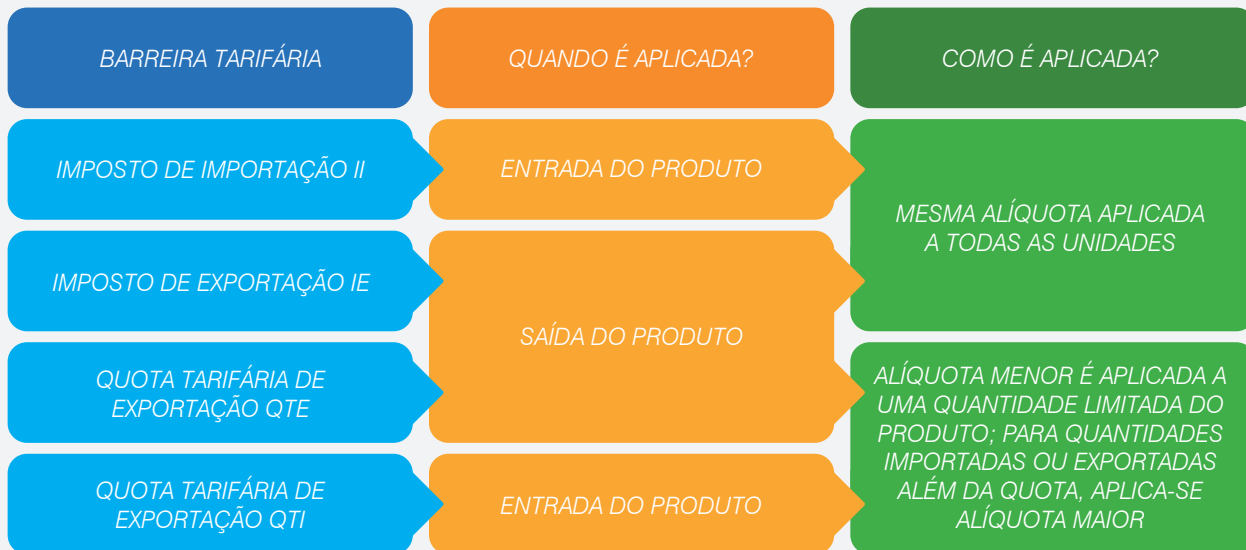 BARREIRA TARIFÁRIA
QUANDO É APLICADA?
COMO É APLICADA?
IMPOSTO DE IMPORTAÇÃO II
ENTRADA DO PRODUTO
MESMA ALÍQUOTA APLICADA
A TODAS AS UNIDADES
IMPOSTO DE EXPORTAÇÃO IE
SAÍDA DO PRODUTO
QUOTA TARIFÁRIA DE
EXPORTAÇÃO QTE
ALÍQUOTA MENOR É APLICADA A
UMA QUANTIDADE LIMITADA DO
PRODUTO; PARA QUANTIDADES
IMPORTADAS OU EXPORTADAS
ALÉM DA QUOTA, APLICA-SE
ALÍQUOTA MAIOR
QUOTA TARIFÁRIA DE
EXPORTAÇÃO QTI
ENTRADA DO PRODUTO